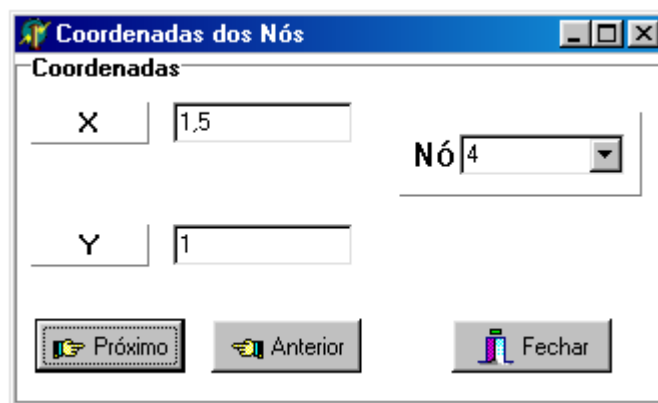 Coordenadas dos Nós
Coordenadas
X
1,5
Nó
4
Y
1
Próximo
Anterior
Fechar